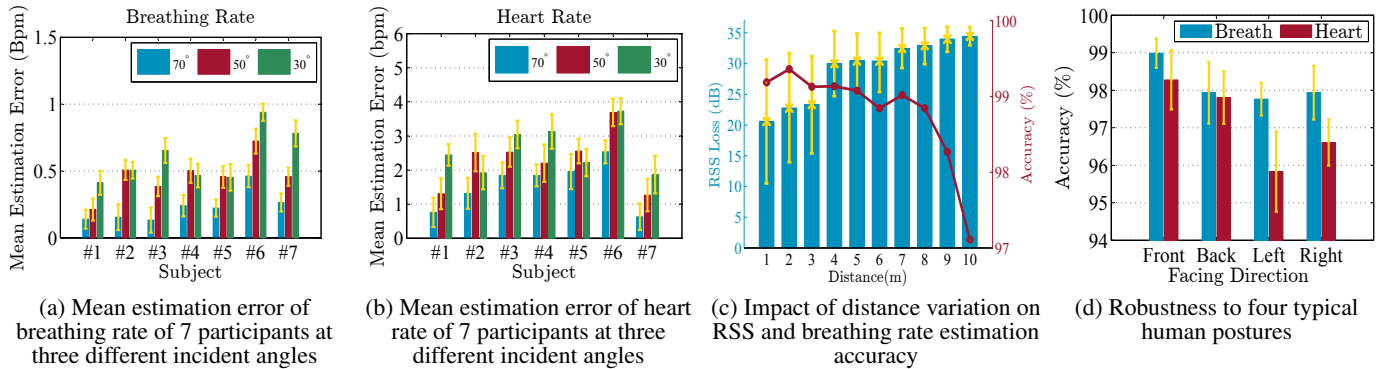 Breathing Rate
Mean Estimation Error (Bpm)
1.5
1
0.5
0
70° 50° 30°
#1 #2 #3 #4 #5 #6 #7
Subject
(a) Mean estimation error of
breathing rate of 7 participants at
three different incident angles
Heart Rate
Mean Estimation Error (bpm)
6
5
4
3
2
1
0
70° 50° 30°
#1 #2 #3 #4 #5 #6 #7
Subject
(b) Mean estimation error of heart
rate of 7 participants at three
different incident angles
RSS Loss (dB)
35
30
25
20
15
10
5
0
1 2 3 4 5 6 7 8 9 10
Distance(m)
100
99
98
97
Accuracy (%)
(c) Impact of distance variation on
RSS and breathing rate estimation
accuracy
Accuracy (%)
100
99
98
97
96
95
94
Breath Heart
Front Back Left Right
Facing Direction
(d) Robustness to four typical
human postures